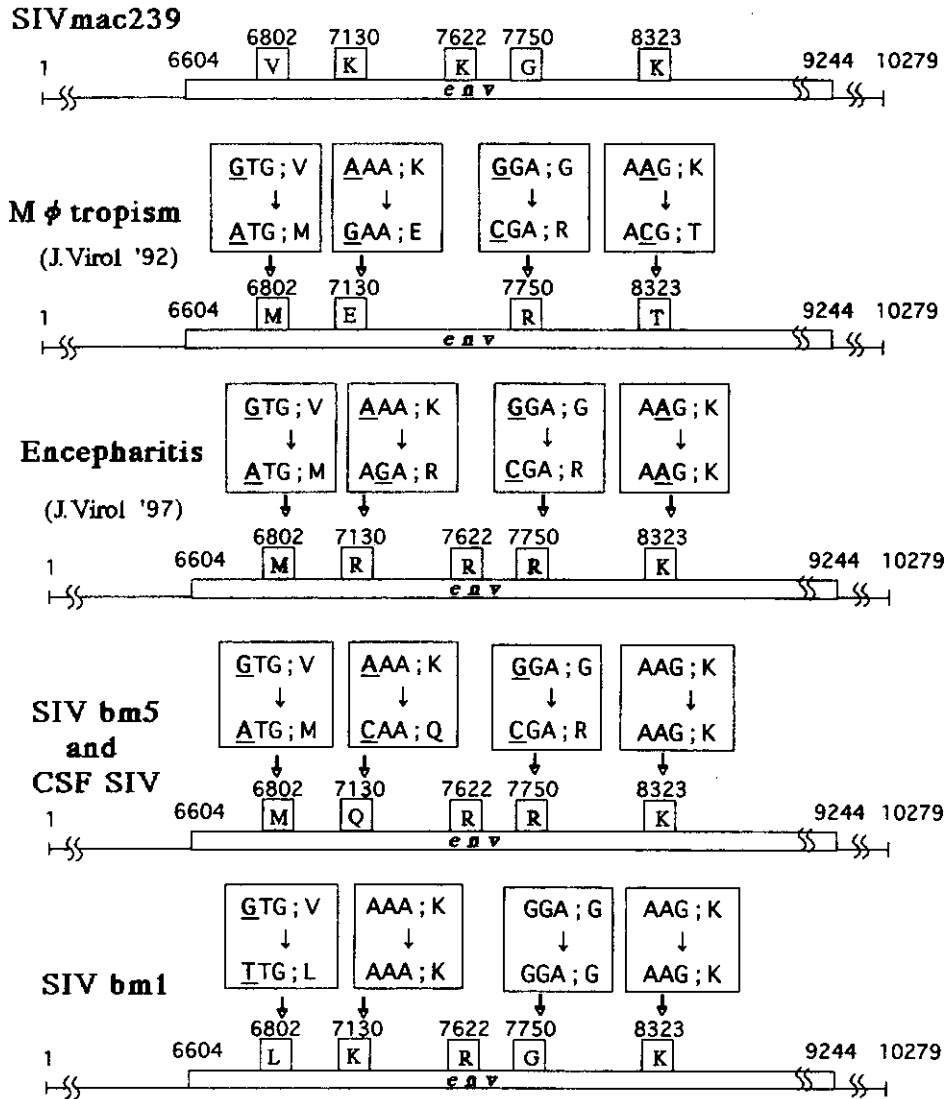 SIVmac239
6802 7130 7622 7750 8323
1 6604 V K K G K 9244 10279
env
GTG ; V AAA ; K GGA ; G AAG ; K
↓ ↓ ↓ ↓
ATG ; M GAA ; E CGA ; R ACG ; T
Mφ tropism
(J. Virol '92)
6802 7130 7750 8323
1 6604 M E R T 9244 10279
env
GTG ; V AAA ; K GGA ; G AAG ; K
↓ ↓ ↓ ↓
ATG ; M AGA ; R CGA ; R AAG ; K
Encepharitis
(J. Virol '97)
6802 7130 7622 7750 8323
1 6604 M R R R K 9244 10279
env
GTG ; V AAA ; K GGA ; G AAG ; K
↓ ↓ ↓ ↓
ATG ; M CAA ; Q CGA ; R AAG ; K
SIV bm5
and
CSF SIV
6802 7130 7622 7750 8323
1 6604 M Q R R K 9244 10279
env
GTG ; V AAA ; K GGA ; G AAG ; K
↓ ↓ ↓ ↓
TTG ; L AAA ; K GGA ; G AAG ; K
SIV bm1
6802 7130 7622 7750 8323
1 6604 L K R G K 9244 10279
env